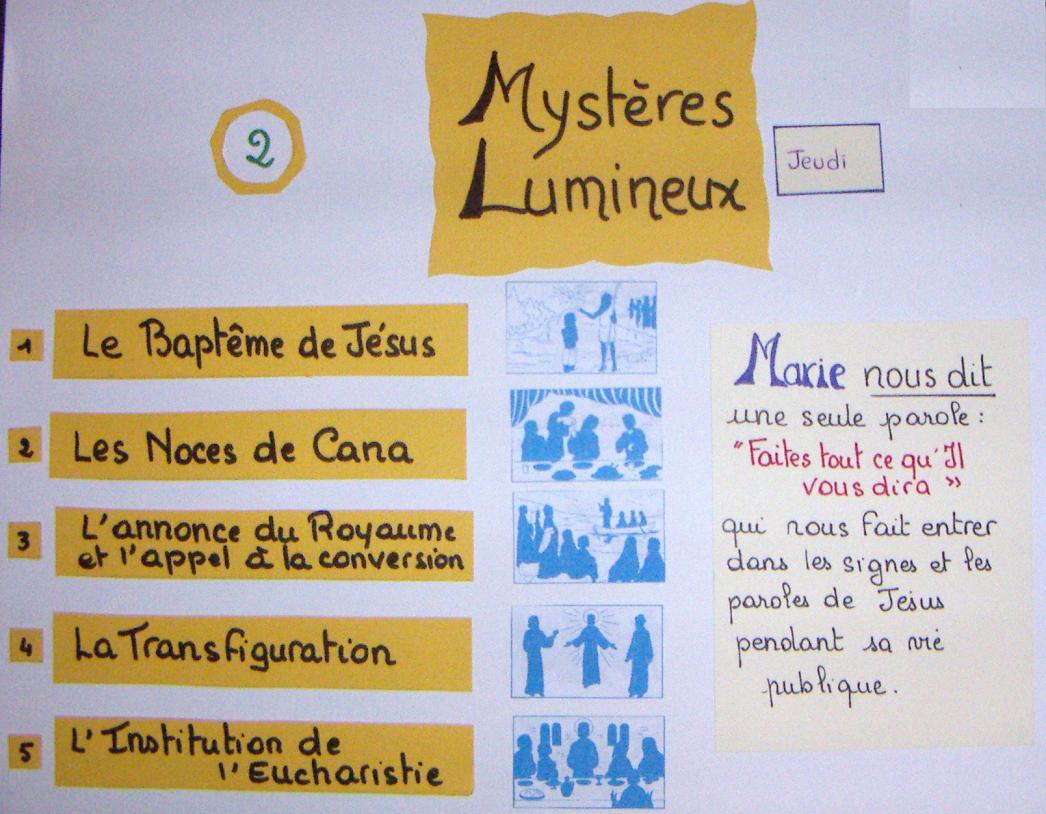 2
Mystères
Lumineux
Jeudi
1
Le Baptême de Jésus
2
Les Noces de Cana
3
L'annonce du Royaume
et l'appel à la conversion
4
La Transfiguration
5
L'Institution de
l'Eucharistie
Marie nous dit
une seule parole :
"Faites tout ce qu'Il
vous dira"
qui nous fait entrer
dans les signes et les
paroles de Jésus
pendant sa vie
publique.